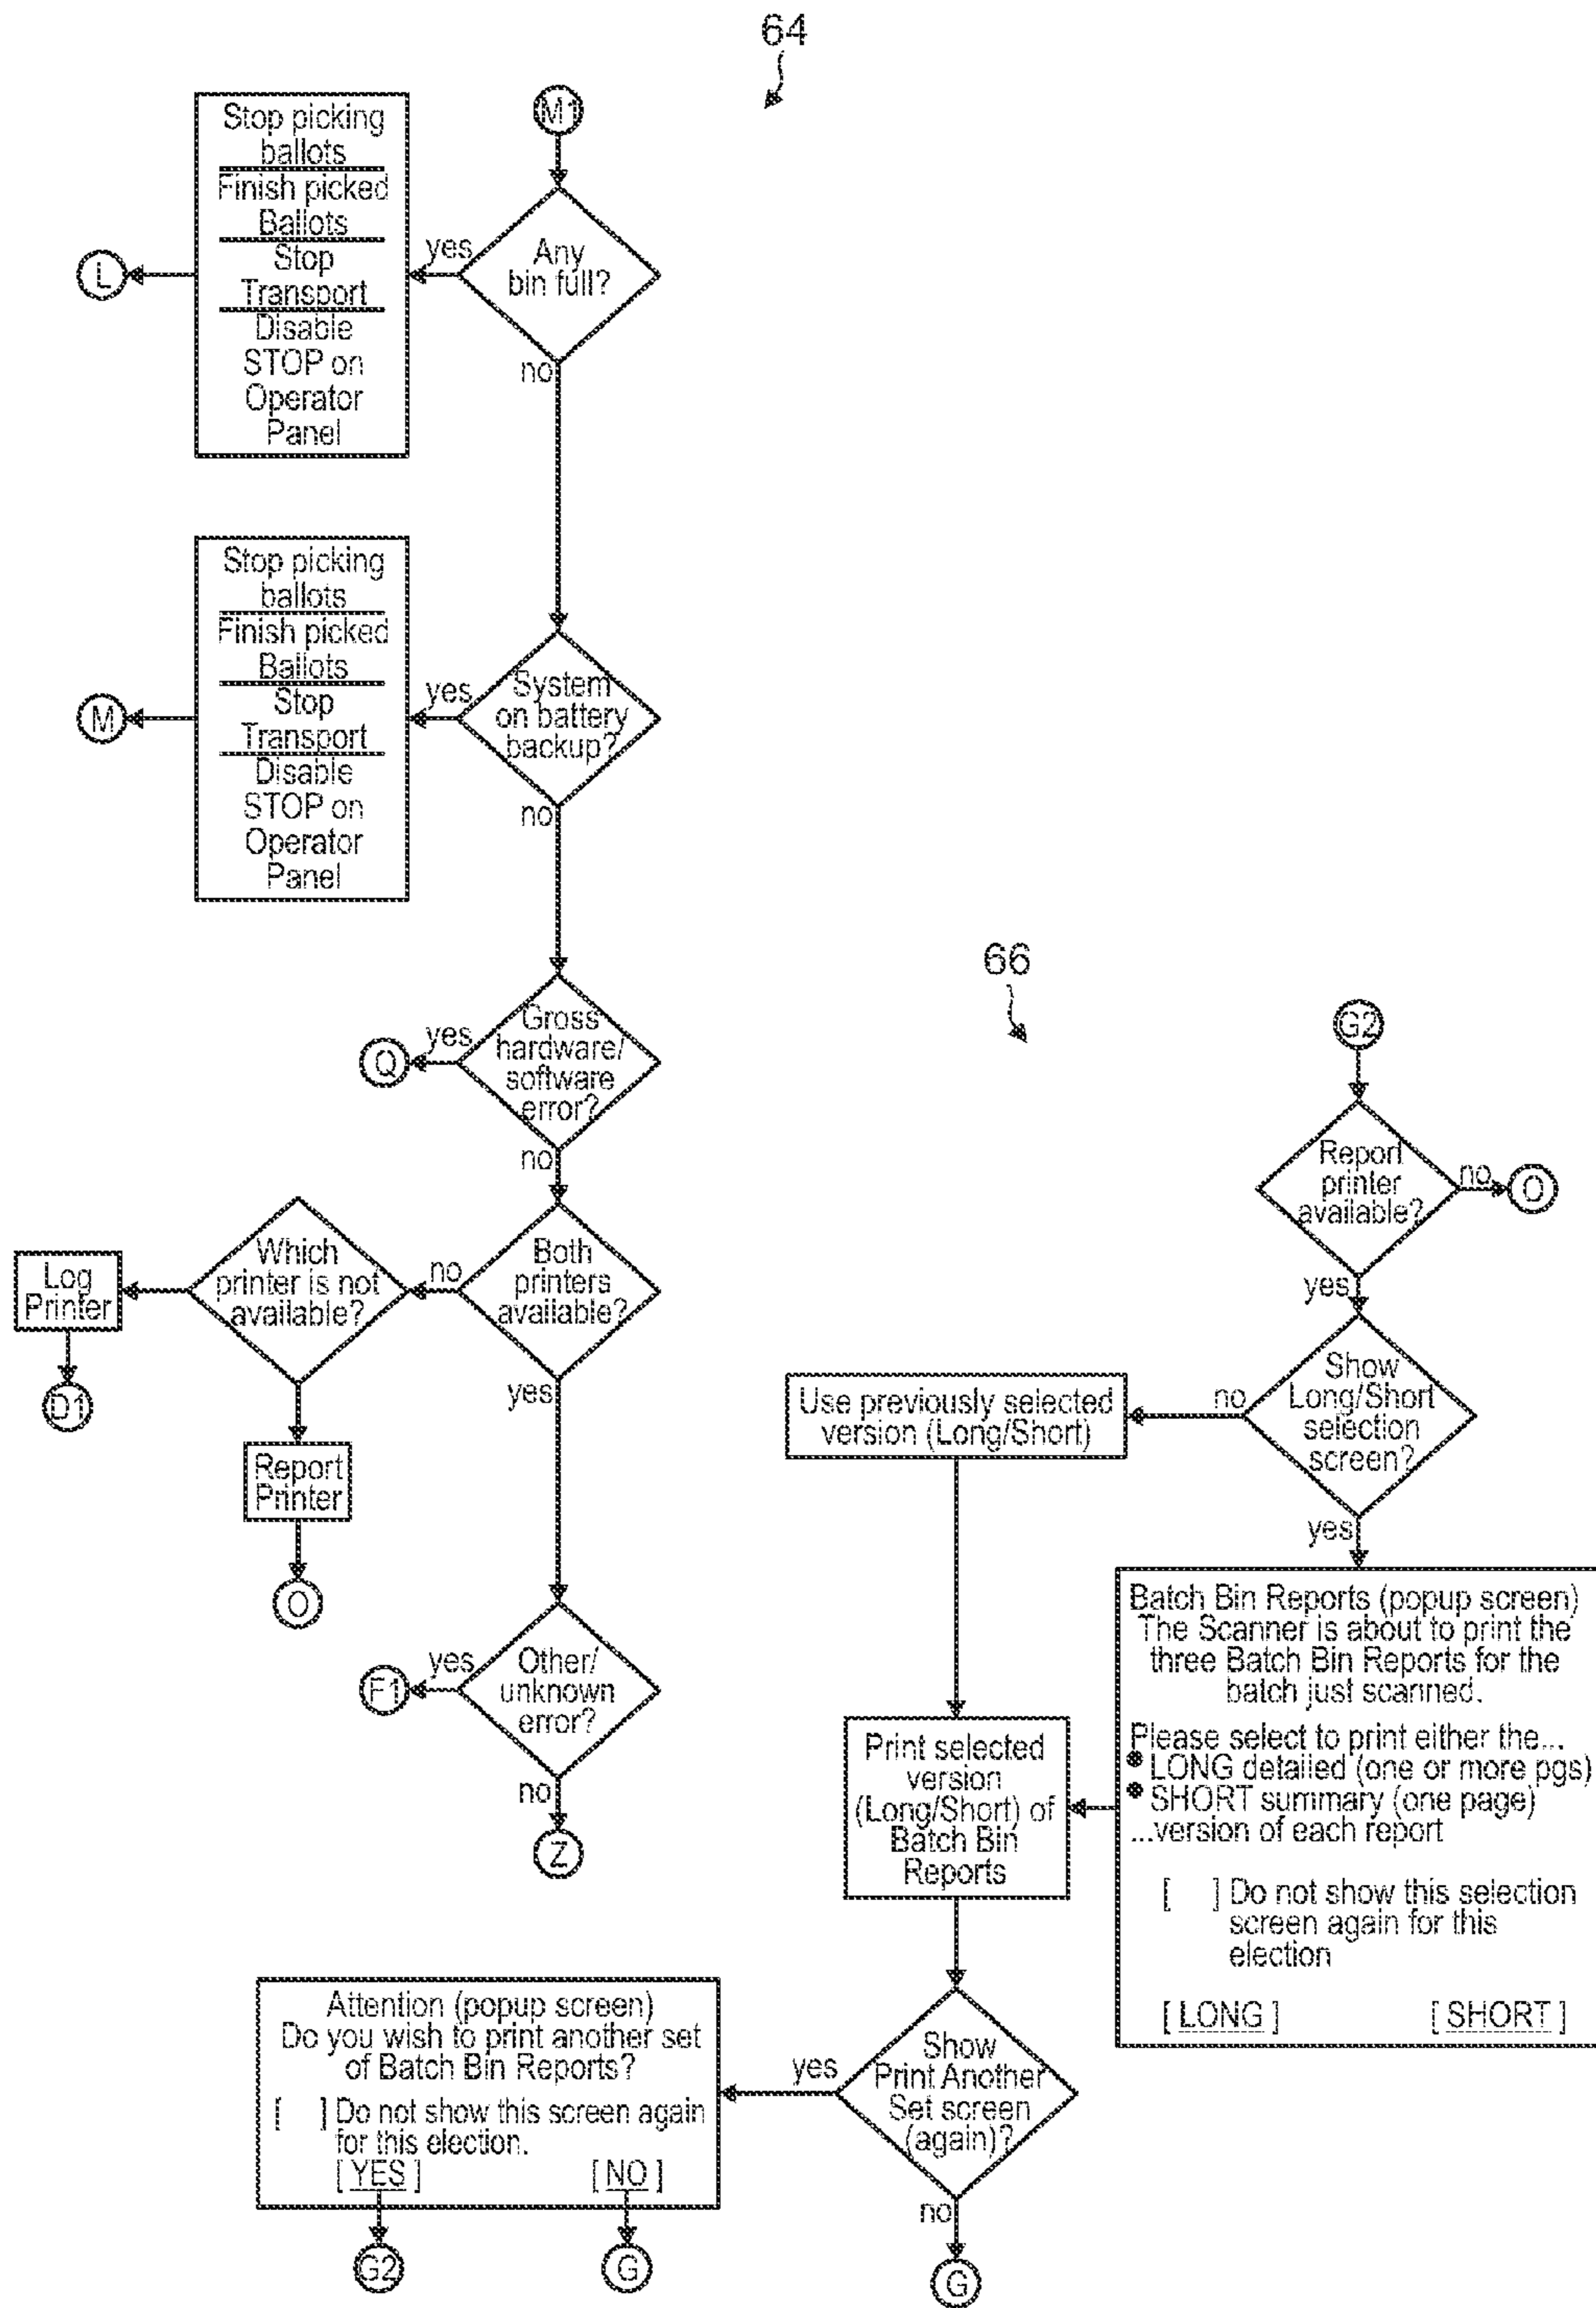 64
M1
Stop picking
ballots
Finish picked
Ballots
Stop
Transport
Disable
STOP on
Operator
Panel
L
yes
Any
bin full?
no
Stop picking
ballots
Finish picked
Ballots
Stop
Transport
Disable
STOP on
Operator
Panel
M
yes
System
on battery
backup?
no
Q
yes
Gross
hardware/
software
error?
no
Log
Printer
D1
Which
printer is not
available?
no
Both
printers
available?
yes
Report
Printer
O
F1
yes
Other/
unknown
error?
no
Z
66
G2
Report
printer
available?
no
O
yes
Show
Long/Short
selection
screen?
no
Use previously selected
version (Long/Short)
yes
Batch Bin Reports (popup screen)
The Scanner is about to print the
three Batch Bin Reports for the
batch just scanned.
Please select to print either the...
• LONG detailed (one or more pgs)
• SHORT summary (one page)
...version of each report
[ ] Do not show this selection
screen again for this
election
[ LONG ] [ SHORT ]
Print selected
version
(Long/Short) of
Batch Bin
Reports
Show
Print Another
Set screen
(again)?
yes
Attention (popup screen)
Do you wish to print another set
of Batch Bin Reports?
[ ] Do not show this screen again
for this election.
[ YES ] [ NO ]
G2
G
no
G